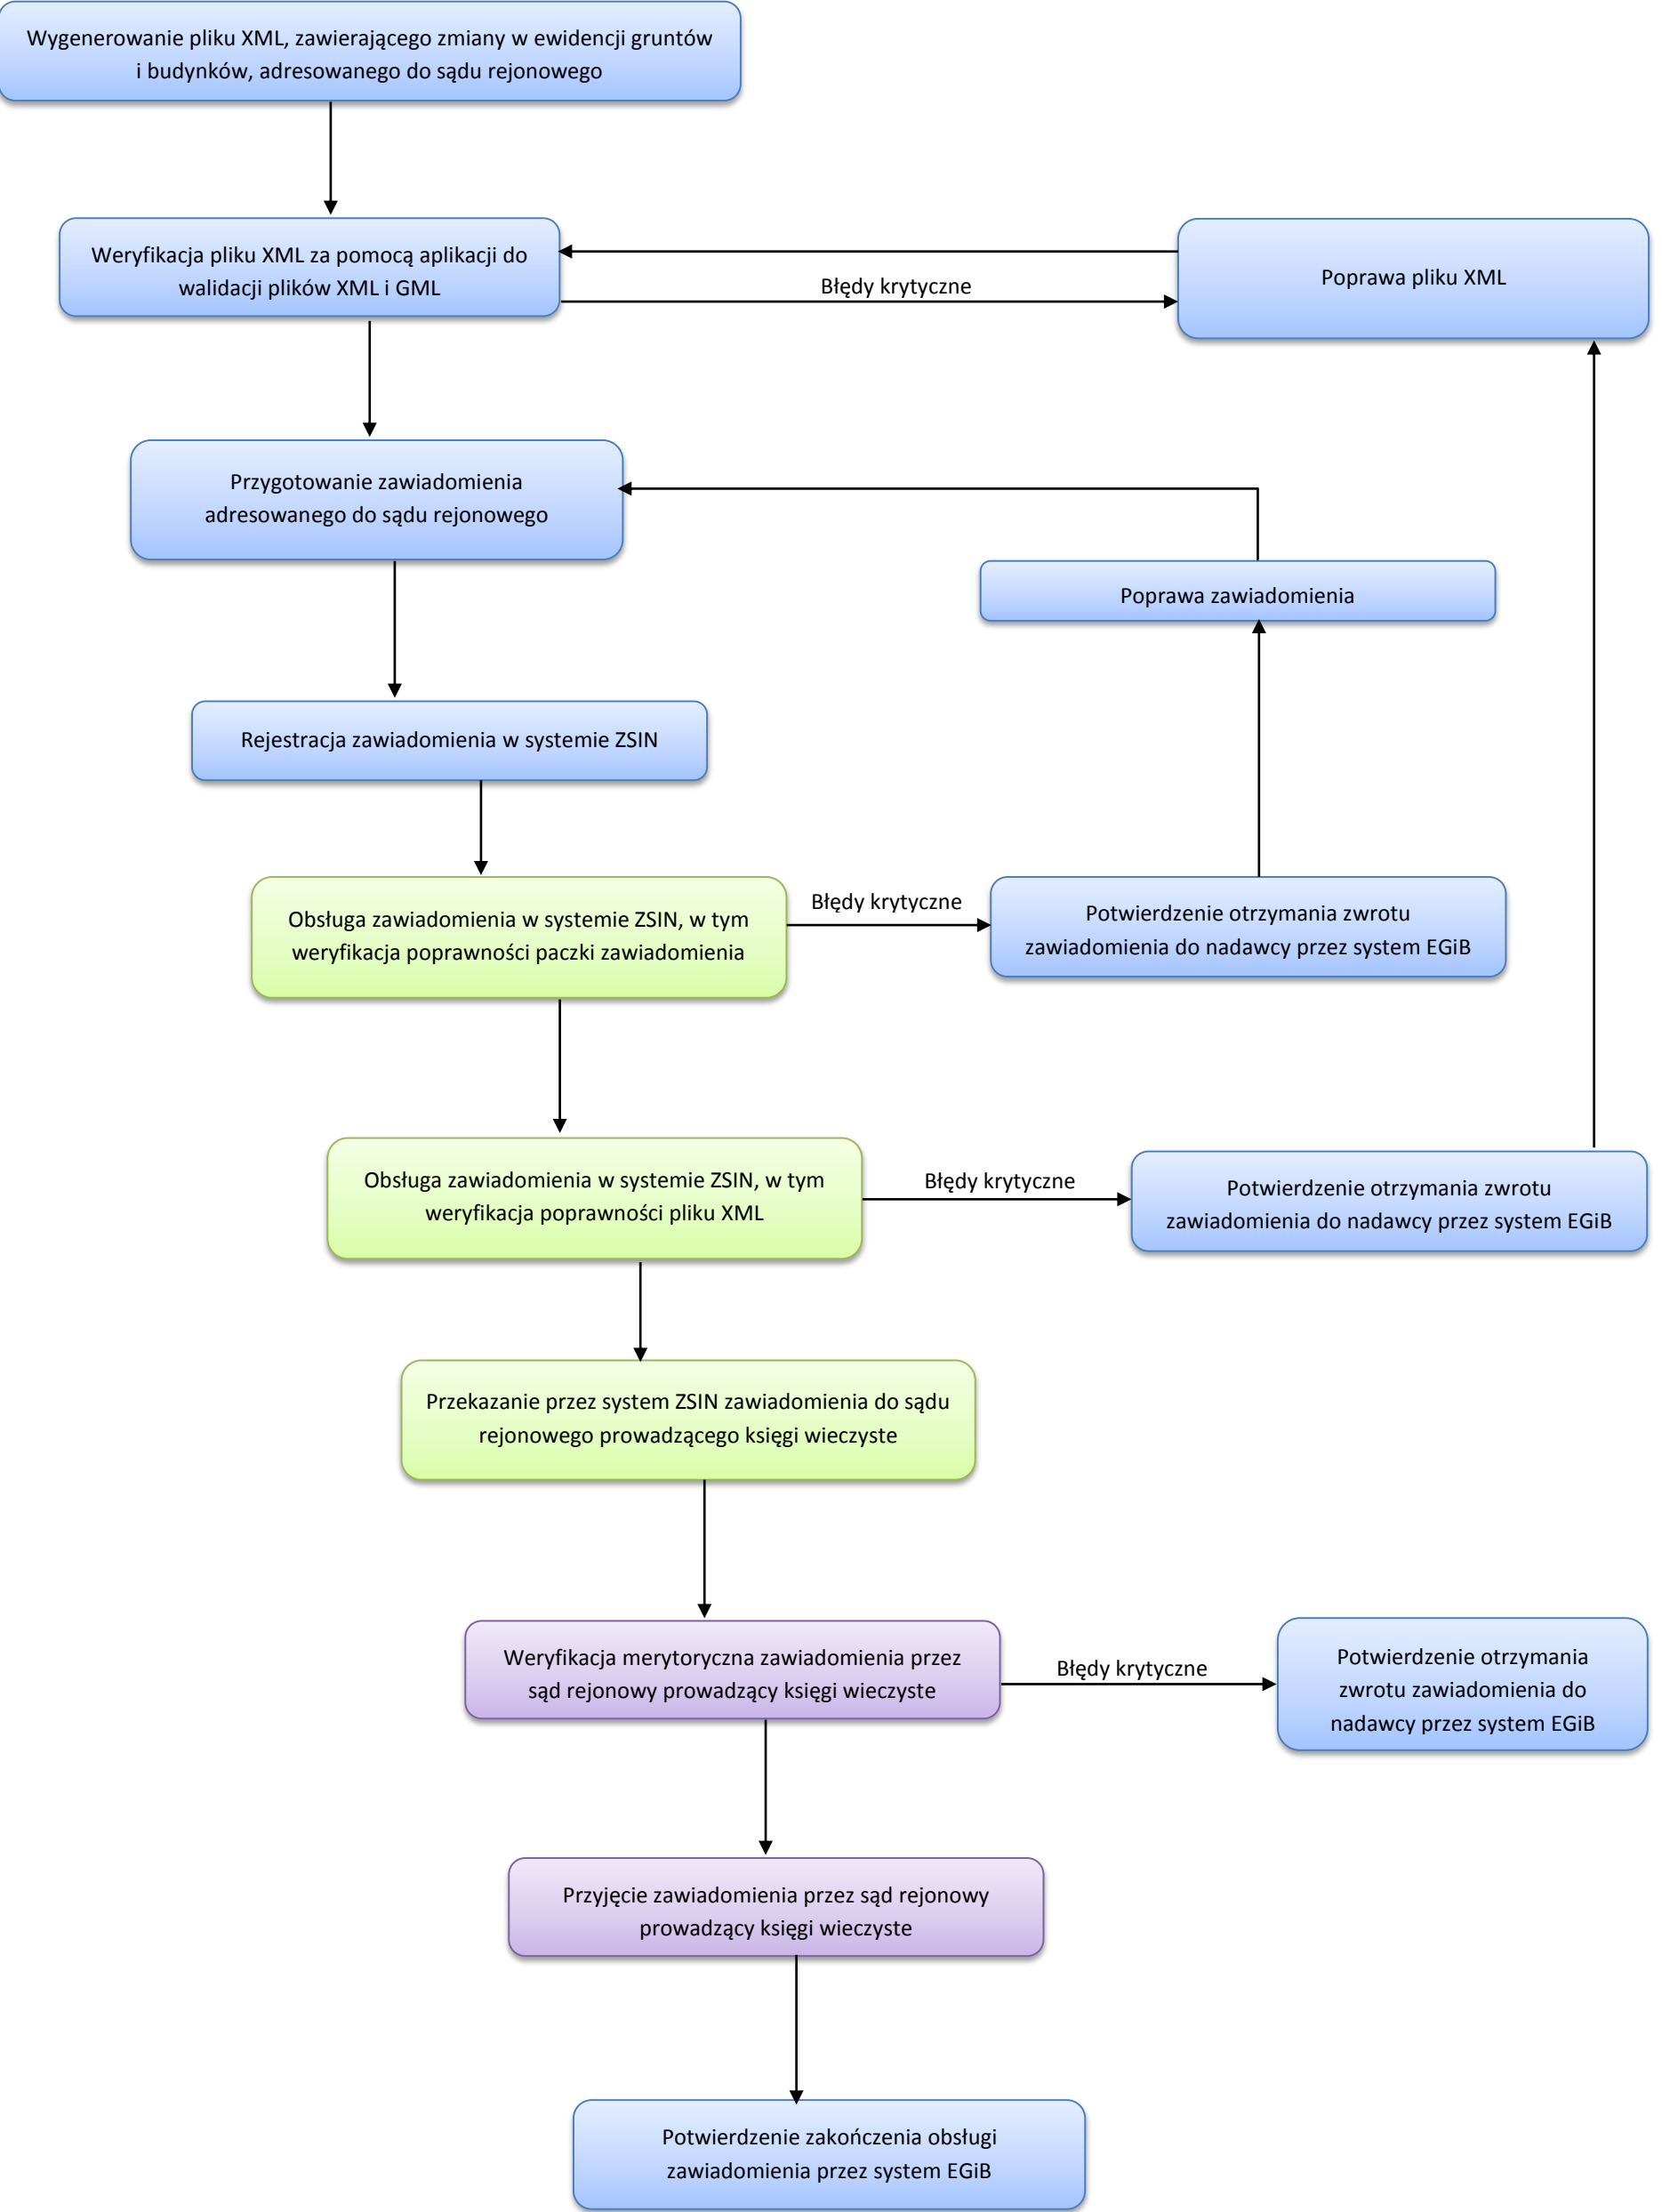 Wygenerowanie pliku XML, zawierającego zmiany w ewidencji gruntów
i budynków, adresowanego do sądu rejonowego
Weryfikacja pliku XML za pomocą aplikacji do
walidacji plików XML i GML
Błędy krytyczne
Poprawa pliku XML
Przygotowanie zawiadomienia
adresowanego do sądu rejonowego
Poprawa zawiadomienia
Rejestracja zawiadomienia w systemie ZSIN
Obsługa zawiadomienia w systemie ZSIN, w tym
weryfikacja poprawności paczki zawiadomienia
Błędy krytyczne
Potwierdzenie otrzymania zwrotu
zawiadomienia do nadawcy przez system EGiB
Obsługa zawiadomienia w systemie ZSIN, w tym
weryfikacja poprawności pliku XML
Błędy krytyczne
Potwierdzenie otrzymania zwrotu
zawiadomienia do nadawcy przez system EGiB
Przekazanie przez system ZSIN zawiadomienia do sądu
rejonowego prowadzącego księgi wieczyste
Weryfikacja merytoryczna zawiadomienia przez
sąd rejonowy prowadzący księgi wieczyste
Błędy krytyczne
Potwierdzenie otrzymania
zwrotu zawiadomienia do
nadawcy przez system EGiB
Przyjęcie zawiadomienia przez sąd rejonowy
prowadzący księgi wieczyste
Potwierdzenie zakończenia obsługi
zawiadomienia przez system EGiB